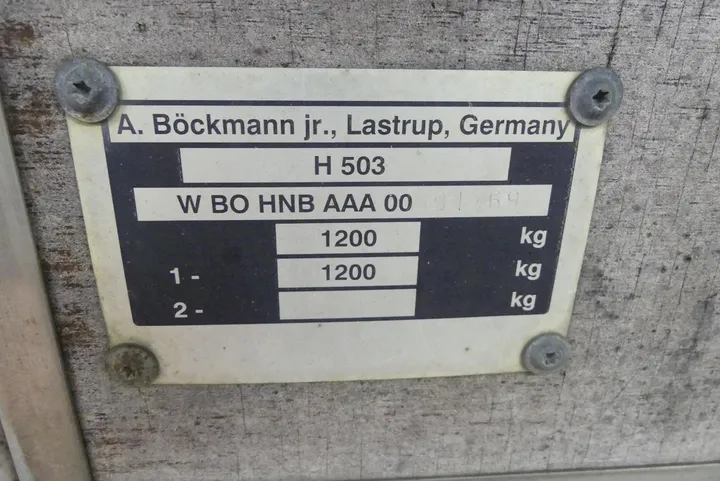 A. Böckmann jr., Lastrup, Germany
H 503
W BO HNB AAA 00
1200 kg
1 - 1200 kg
2 - kg